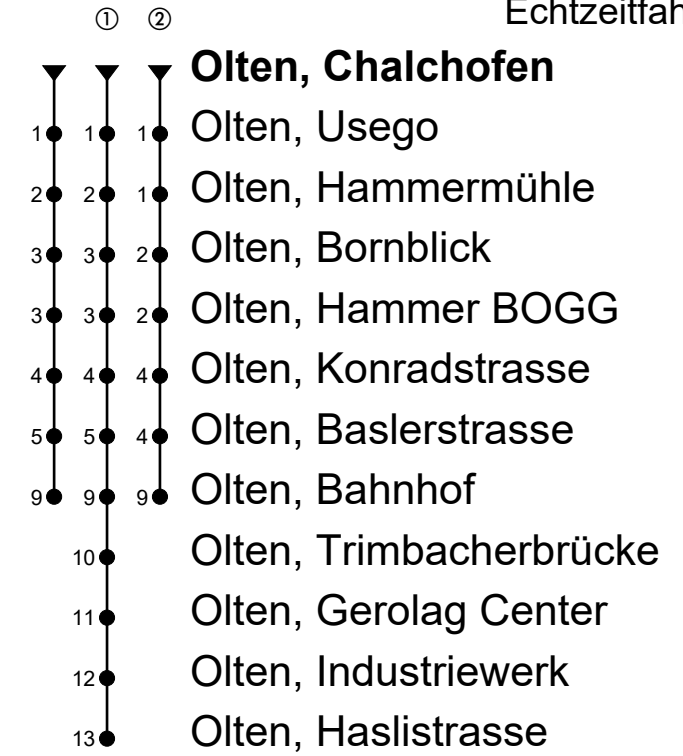 ① ② Echtzeitfah
Olten, Chalchofen
1 1 1 Olten, Usego
2 2 1 Olten, Hammermühle
3 3 2 Olten, Bornblick
3 3 2 Olten, Hammer BOGG
4 4 4 Olten, Konradstrasse
5 5 4 Olten, Baslerstrasse
9 9 9 Olten, Bahnhof
10 Olten, Trimbacherbrücke
11 Olten, Gerolag Center
12 Olten, Industriewerk
13 Olten, Haslistrasse